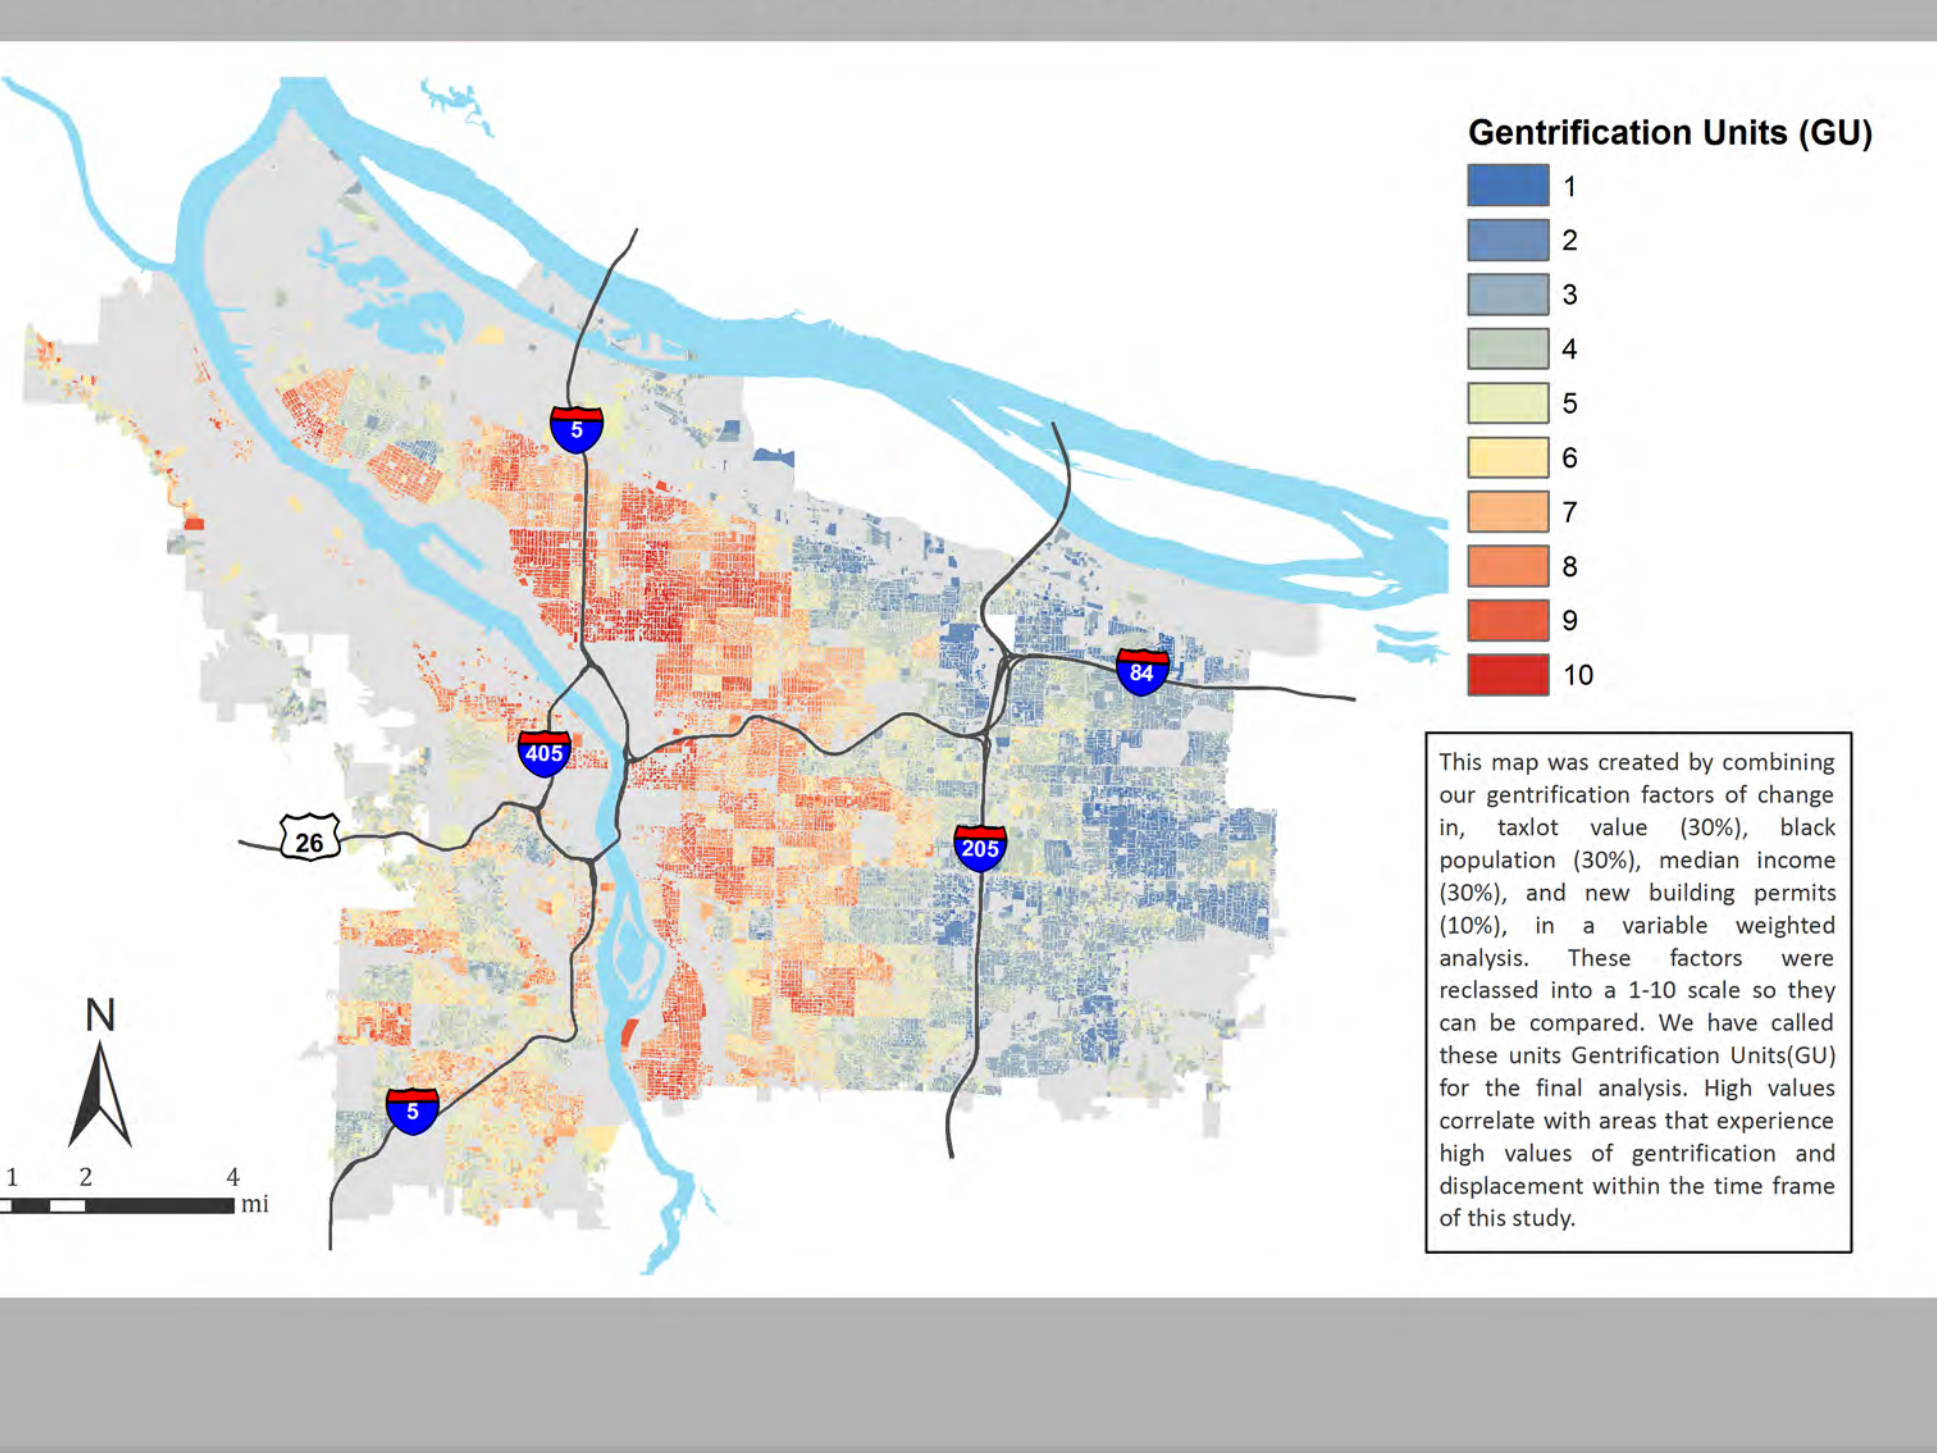 Gentrification Units (GU)
1
2
3
4
5
6
7
8
9
10
5
84
405
26
205
5
N
1 2 4
mi
This map was created by combining
our gentrification factors of change
in, taxlot value (30%), black
population (30%), median income
(30%), and new building permits
(10%), in a variable weighted
analysis. These factors were
reclassed into a 1-10 scale so they
can be compared. We have called
these units Gentrification Units(GU)
for the final analysis. High values
correlate with areas that experience
high values of gentrification and
displacement within the time frame
of this study.